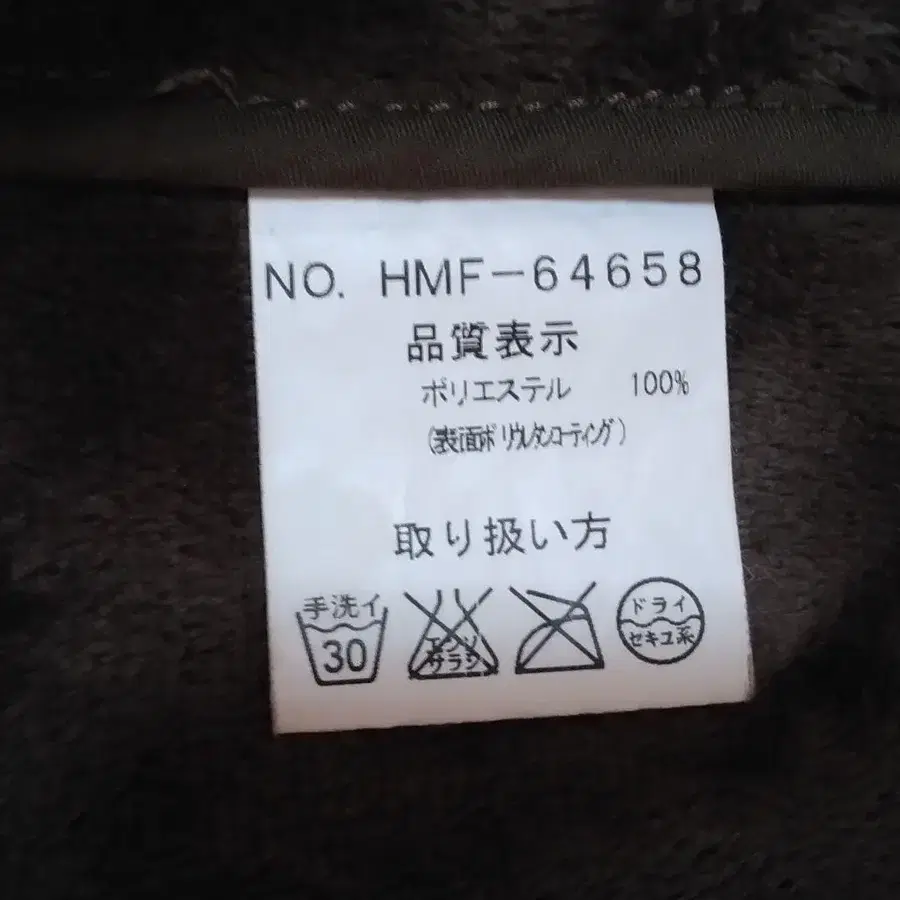 NO. HMF-64658
品質表示
ポリエステル 100%
(表面ポリウレタンコーティング)
取り扱い方
手洗イ
30
エンソ
サラシ
ドライ
セキユ系